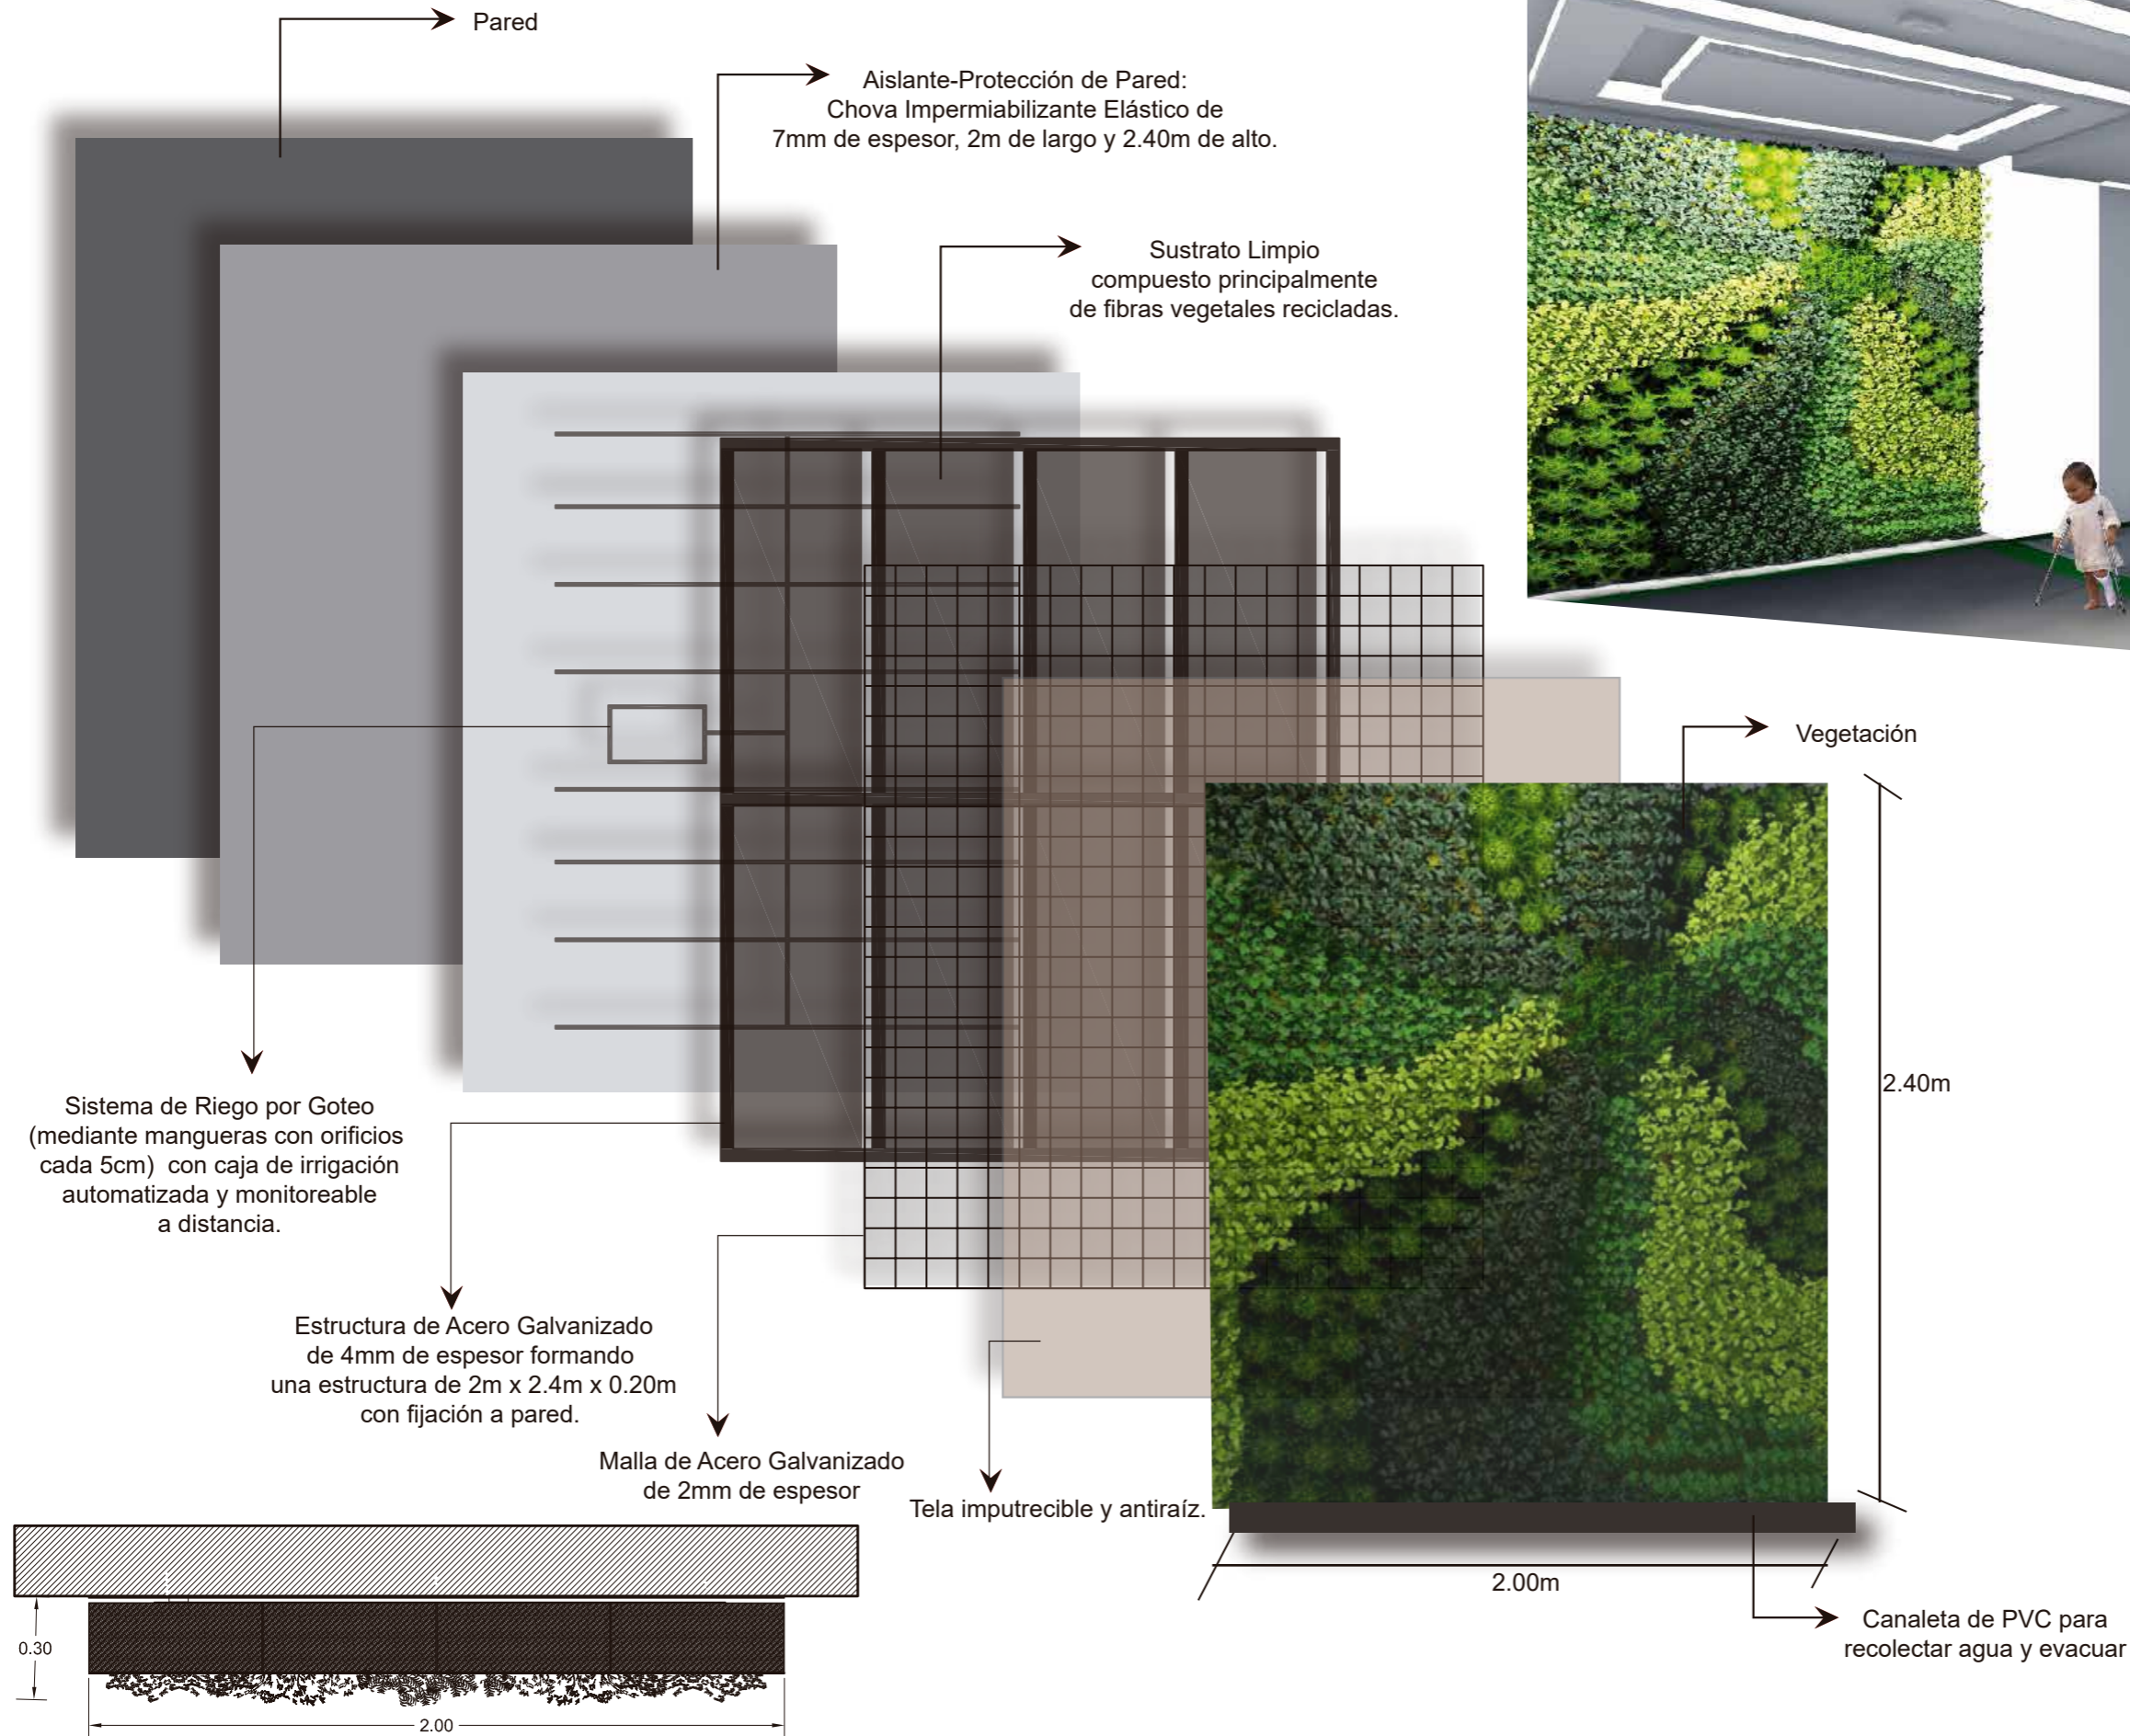 Pared
Aislante-Protección de Pared:
Chova Impermiabilizante Elástico de
7mm de espesor, 2m de largo y 2.40m de alto.
Sustrato Limpio
compuesto principalmente
de fibras vegetales recicladas.
Vegetación
2.40m
Sistema de Riego por Goteo
(mediante mangueras con orificios
cada 5cm) con caja de irrigación
automatizada y monitoreable
a distancia.
Estructura de Acero Galvanizado
de 4mm de espesor formando
una estructura de 2m x 2.4m x 0.20m
con fijación a pared.
Malla de Acero Galvanizado
de 2mm de espesor
Tela imputrecible y antiraíz.
2.00m
Canaleta de PVC para
recolectar agua y evacuar
0.30
2.00